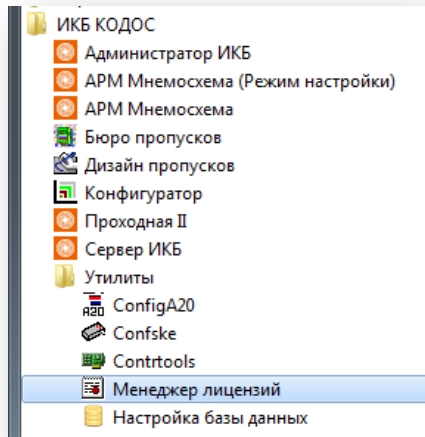 ИКБ КОДОС
Администратор ИКБ
АРМ Мнемосхема (Режим настройки)
АРМ Мнемосхема
Бюро пропусков
Дизайн пропусков
Конфигуратор
Проходная II
Сервер ИКБ
Утилиты
ConfigA20
Confske
Contrtools
Менеджер лицензий
Настройка базы данных